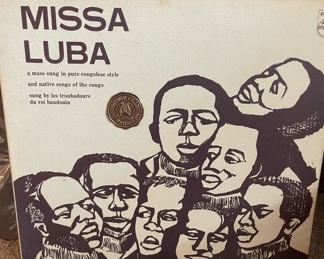 MISSA
LUBA
a mass sung in pure congolese style
and native songs of the congo
sung by les troubadours
du roi baudouin